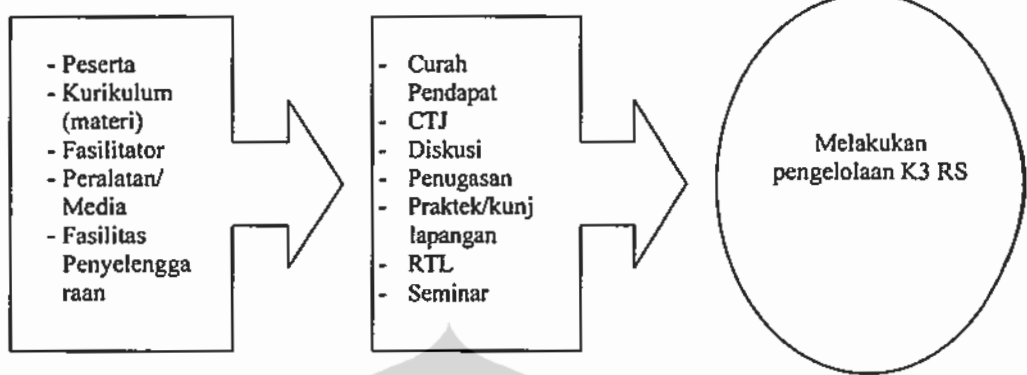 - Peserta
- Kurikulum
(materi)
- Fasilitator
- Peralatan/
Media
- Fasilitas
Penyelengga
raan
- Curah
Pendapat
- CTJ
- Diskusi
- Penugasan
- Praktek/kunj
lapangan
- RTL
- Seminar
Melakukan
pengelolaan K3 RS